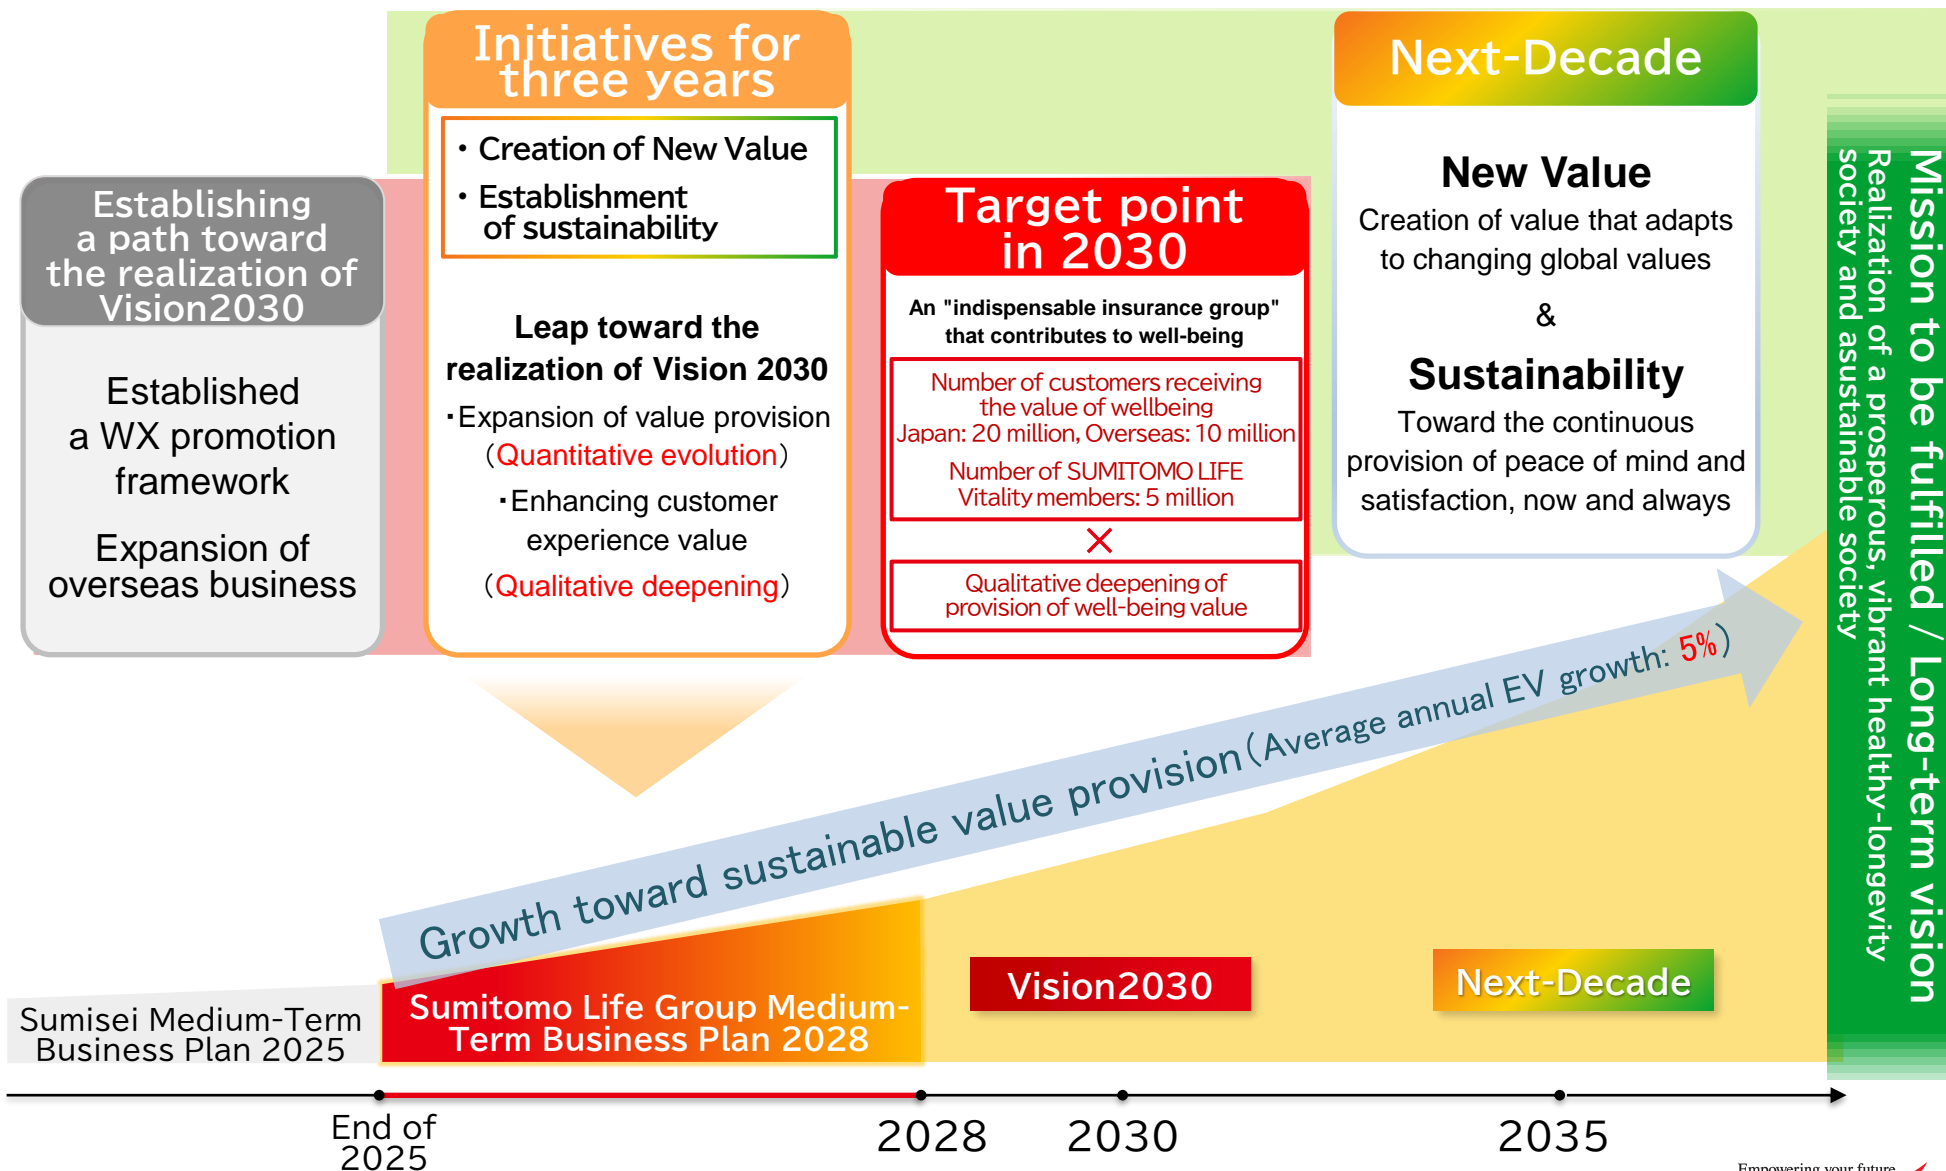 Establishing
a path toward
the realization of
Vision2030
Established
a WX promotion
framework
Expansion of
overseas business
Initiatives for
three years
・Creation of New Value
・Establishment
of sustainability
Leap toward the
realization of Vision 2030
・Expansion of value provision
（Quantitative evolution）
・Enhancing customer
experience value
（Qualitative deepening）
Target point
in 2030
An "indispensable insurance group"
that contributes to well-being
Number of customers receiving
the value of wellbeing
Japan: 20 million, Overseas: 10 million
Number of SUMITOMO LIFE
Vitality members: 5 million
×
Qualitative deepening of
provision of well-being value
Next-Decade
New Value
Creation of value that adapts
to changing global values
&
Sustainability
Toward the continuous
provision of peace of mind and
satisfaction, now and always
Mission to be fulfilled / Long-term vision
Realization of a prosperous, vibrant healthy-longevity
society and asustainable society
Growth toward sustainable value provision（Average annual EV growth: 5%）
Sumisei Medium-Term
Business Plan 2025
Sumitomo Life Group Medium-
Term Business Plan 2028
Vision2030
Next-Decade
End of
2025
2028
2030
2035
Empowering your future